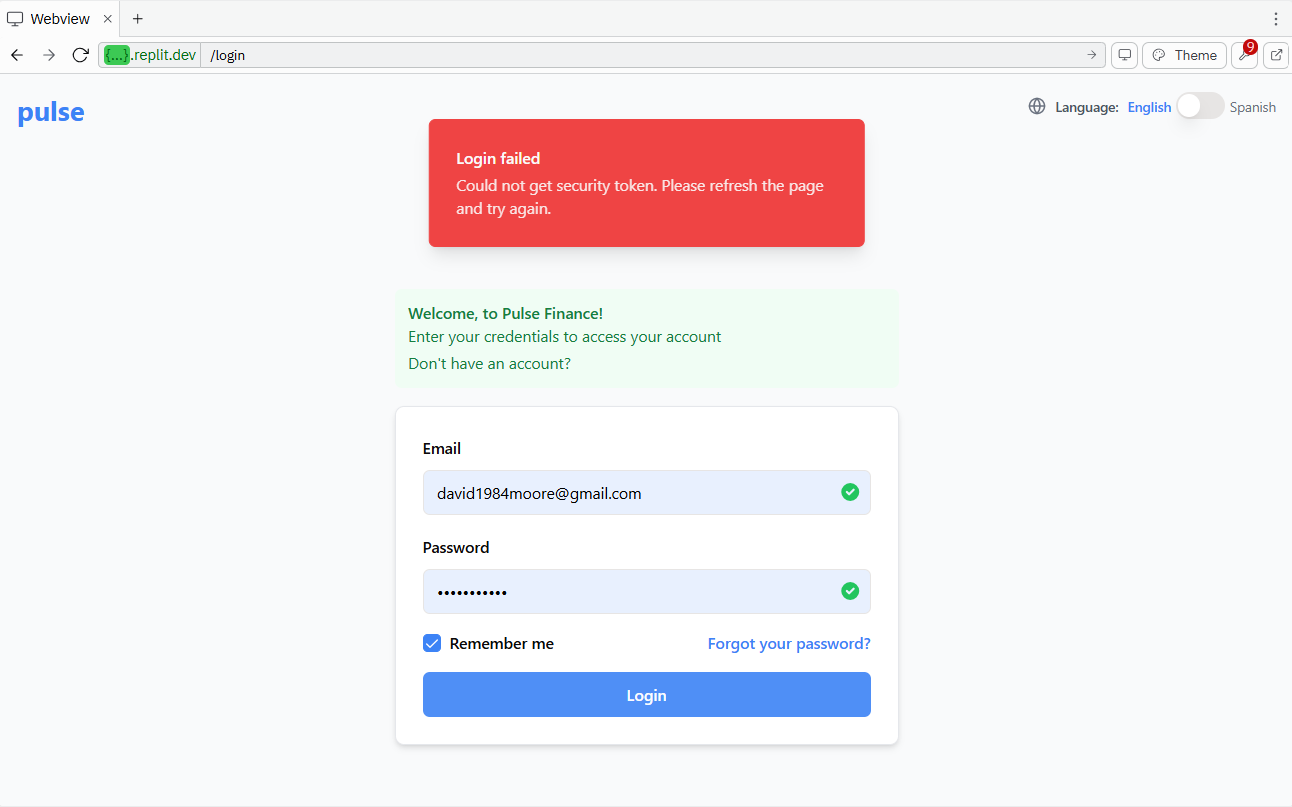 Webview
{...}.replit.dev /login
Theme
9
pulse
Language: English Spanish
Login failed
Could not get security token. Please refresh the page
and try again.
Welcome, to Pulse Finance!
Enter your credentials to access your account
Don't have an account?
Email
david1984moore@gmail.com
Password
•••••••••••
Remember me Forgot your password?
Login